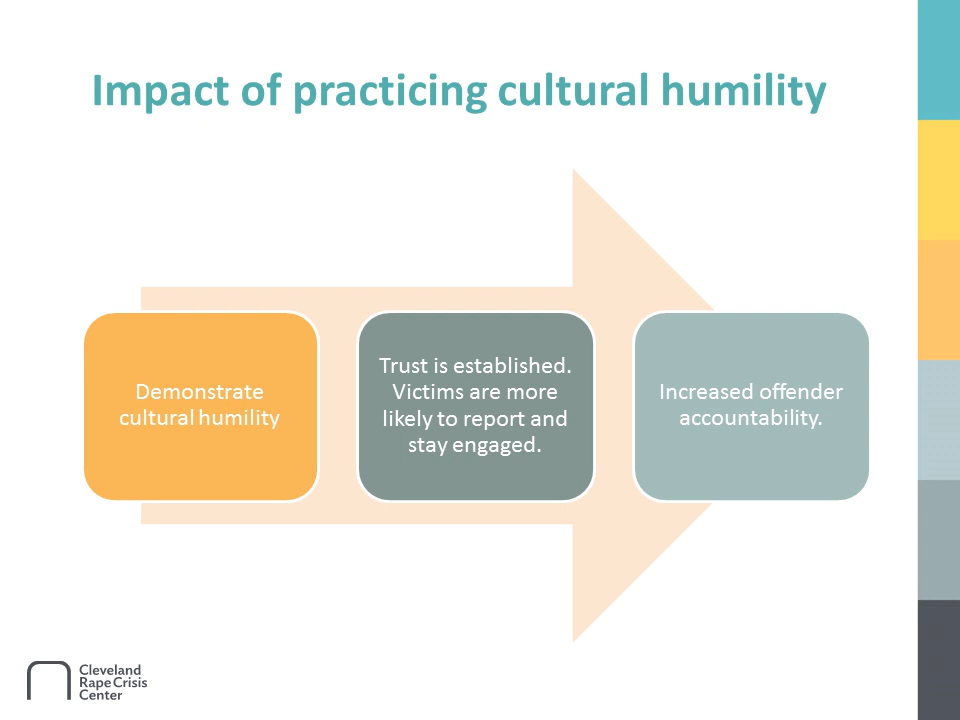 Impact of practicing cultural humility
Demonstrate
cultural humility
Trust is established.
Victims are more
likely to report and
stay engaged.
Increased offender
accountability.
Cleveland
Rape Crisis
Center